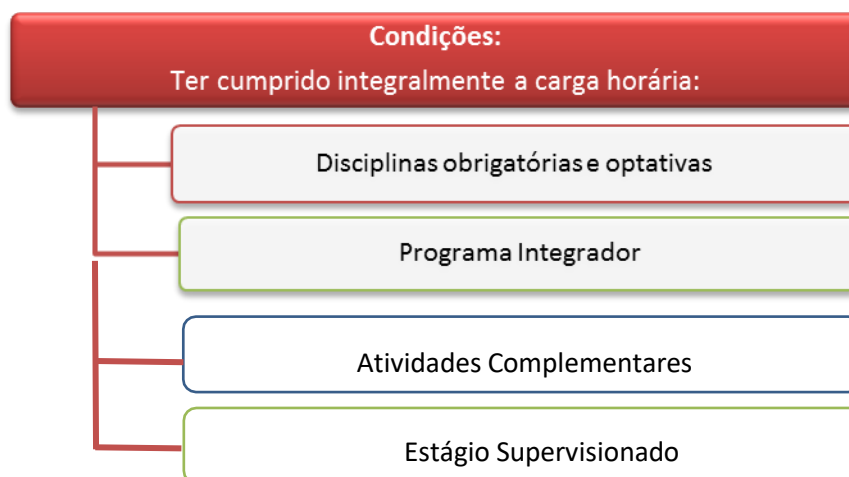 Condições:
Ter cumprido integralmente a carga horária:
Disciplinas obrigatórias e optativas
Programa Integrador
Atividades Complementares
Estágio Supervisionado